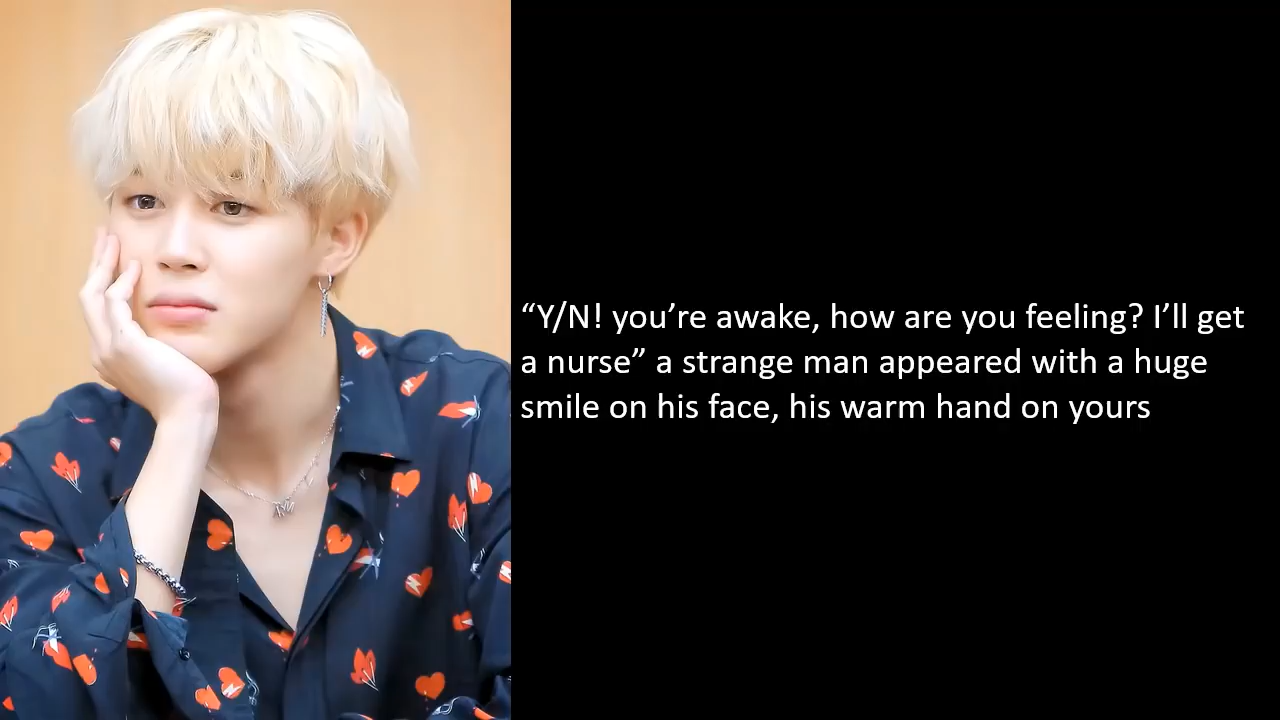 “Y/N! you’re awake, how are you feeling? I’ll get
a nurse” a strange man appeared with a huge
smile on his face, his warm hand on yours